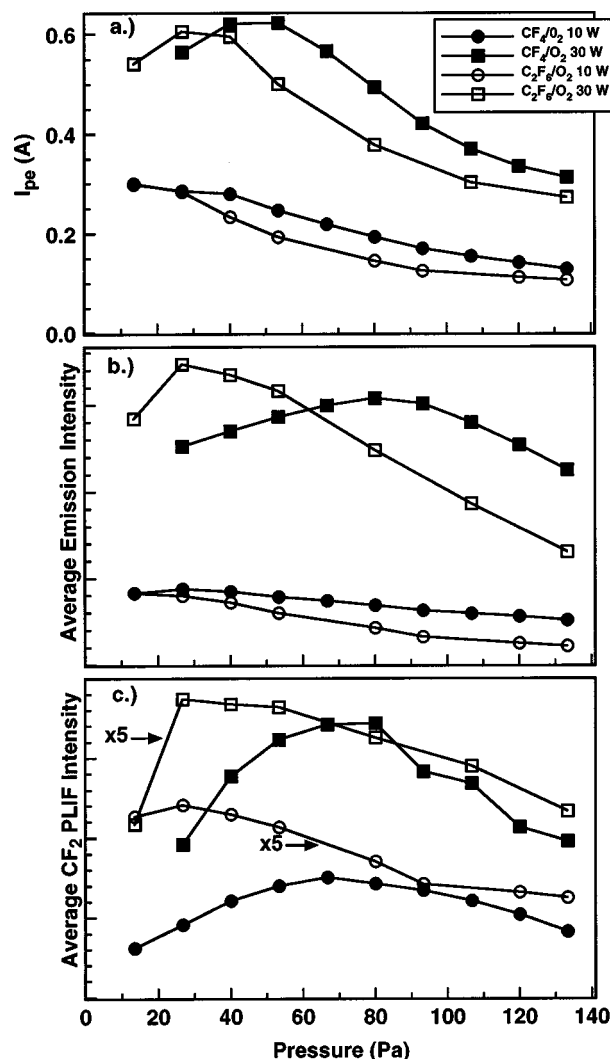 a.)
CF₄/0₂ 10 W
CF₄/O₂ 30 W
C₂F₆/O₂ 10 W
C₂F₆/O₂ 30 W
0.6
0.4
0.2
0.0
I_pe (A)
b.)
Average Emission Intensity
c.)
x5
x5
Average CF₂ PLIF Intensity
0 20 40 60 80 100 120 140
Pressure (Pa)